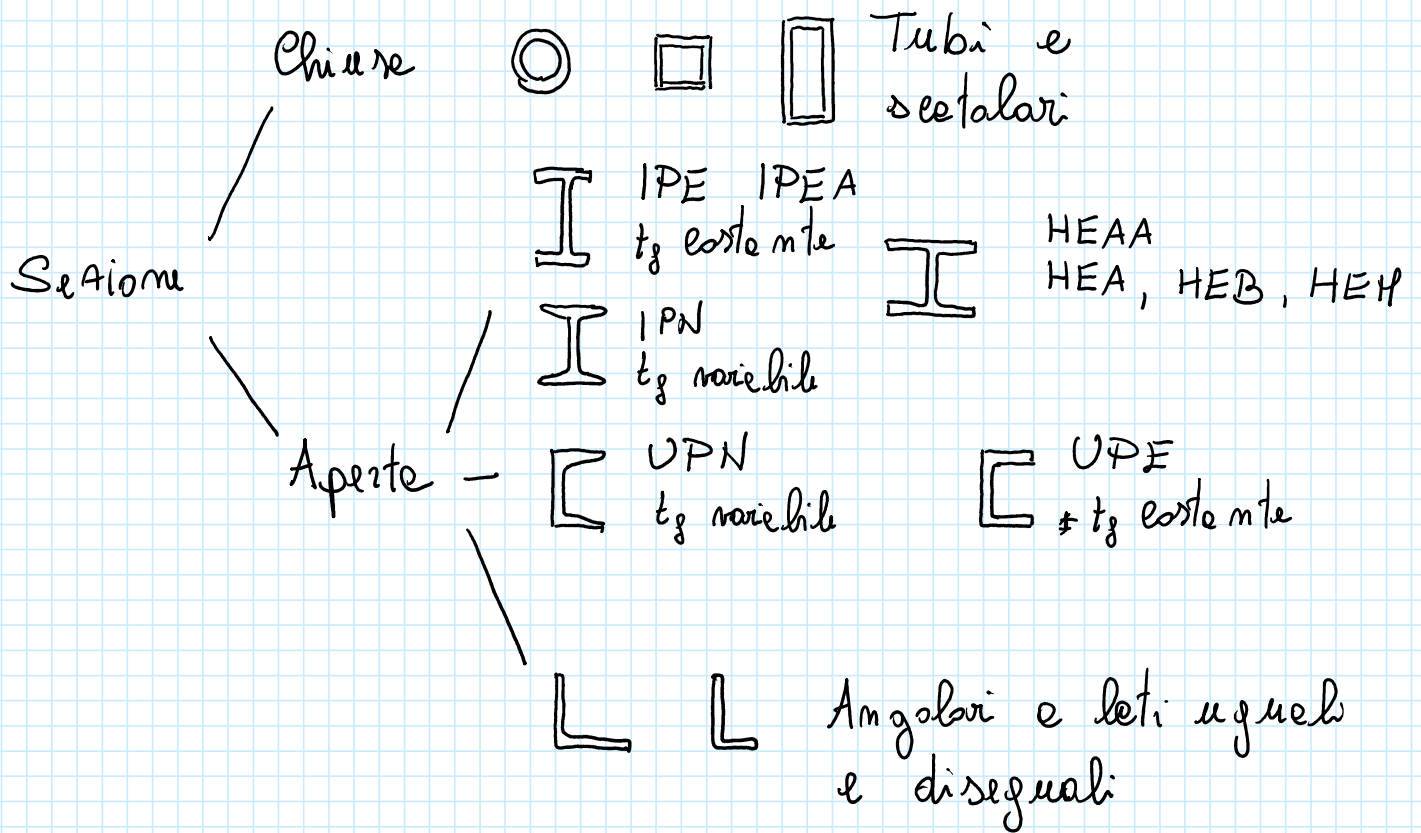 Chiuse
Tubi e
scatolari
IPE IPEA
tf costante
HEAA
HEA, HEB, HEM
Sezione
IPN
tf variabile
Aperte
UPN
tf variabile
UPE
tf costante
Angolari a lati uguali
e diseguali